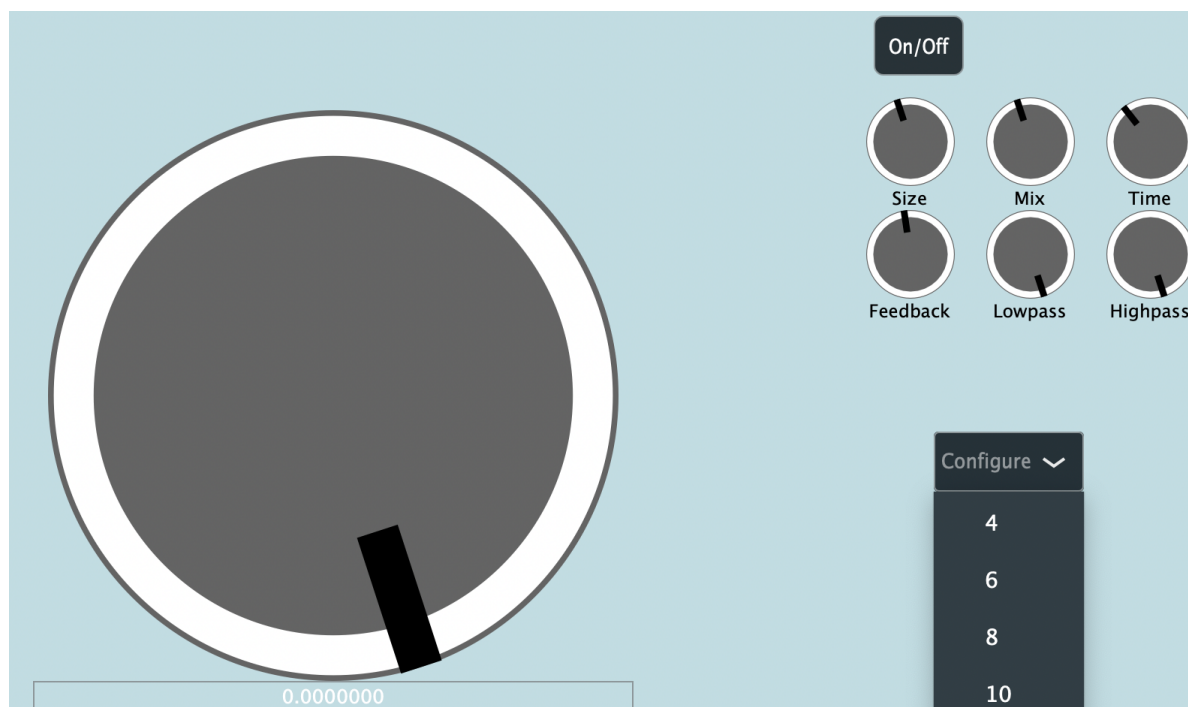 On/Off
Size Mix Time
Feedback Lowpass Highpass
Configure
4
6
8
10
0.0000000